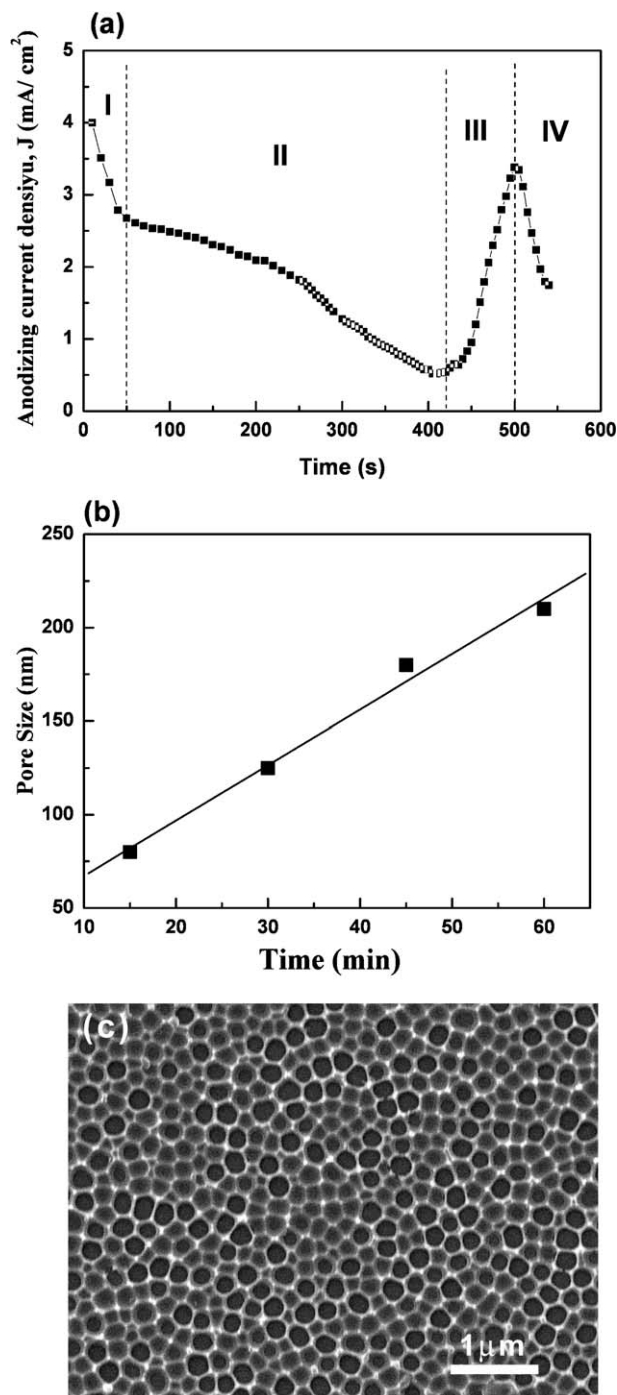 (a)
Anodizing current densiyu, J (mA/ cm²)
5
4
3
2
1
0
I
II
III
IV
0 100 200 300 400 500 600
Time (s)
(b)
Pore Size (nm)
250
200
150
100
50
10 20 30 40 50 60
Time (min)
(c)
1μm